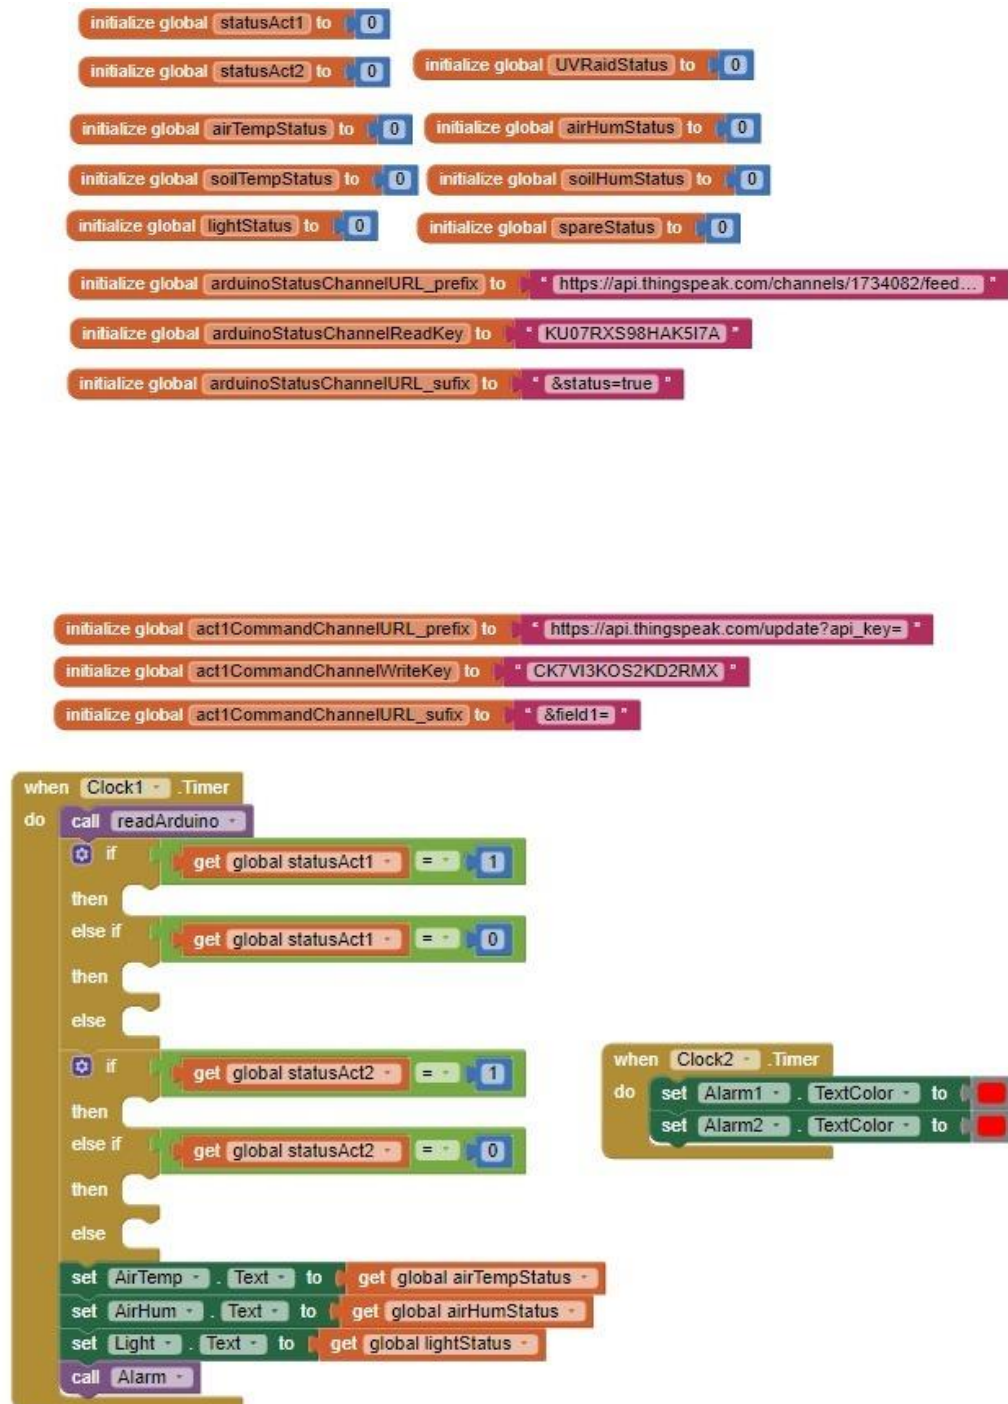 initialize global statusAct1 to 0
initialize global statusAct2 to 0
initialize global UVRaidStatus to 0
initialize global airTempStatus to 0
initialize global airHumStatus to 0
initialize global soilTempStatus to 0
initialize global soilHumStatus to 0
initialize global lightStatus to 0
initialize global spareStatus to 0
initialize global arduinoStatusChannelURL_prefix to " https://api.thingspeak.com/channels/1734082/feed... "
initialize global arduinoStatusChannelReadKey to " KU07RXS98HAK5I7A "
initialize global arduinoStatusChannelURL_sufix to " &status=true "
initialize global act1CommandChannelURL_prefix to " https://api.thingspeak.com/update?api_key= "
initialize global act1CommandChannelWriteKey to " CK7VI3KOS2KD2RMX "
initialize global act1CommandChannelURL_sufix to " &field1= "
when Clock1 .Timer
do call readArduino
if get global statusAct1 = 1
then
else if get global statusAct1 = 0
then
else
if get global statusAct2 = 1
then
else if get global statusAct2 = 0
then
else
set AirTemp . Text to get global airTempStatus
set AirHum . Text to get global airHumStatus
set Light . Text to get global lightStatus
call Alarm
when Clock2 .Timer
do set Alarm1 . TextColor to
set Alarm2 . TextColor to